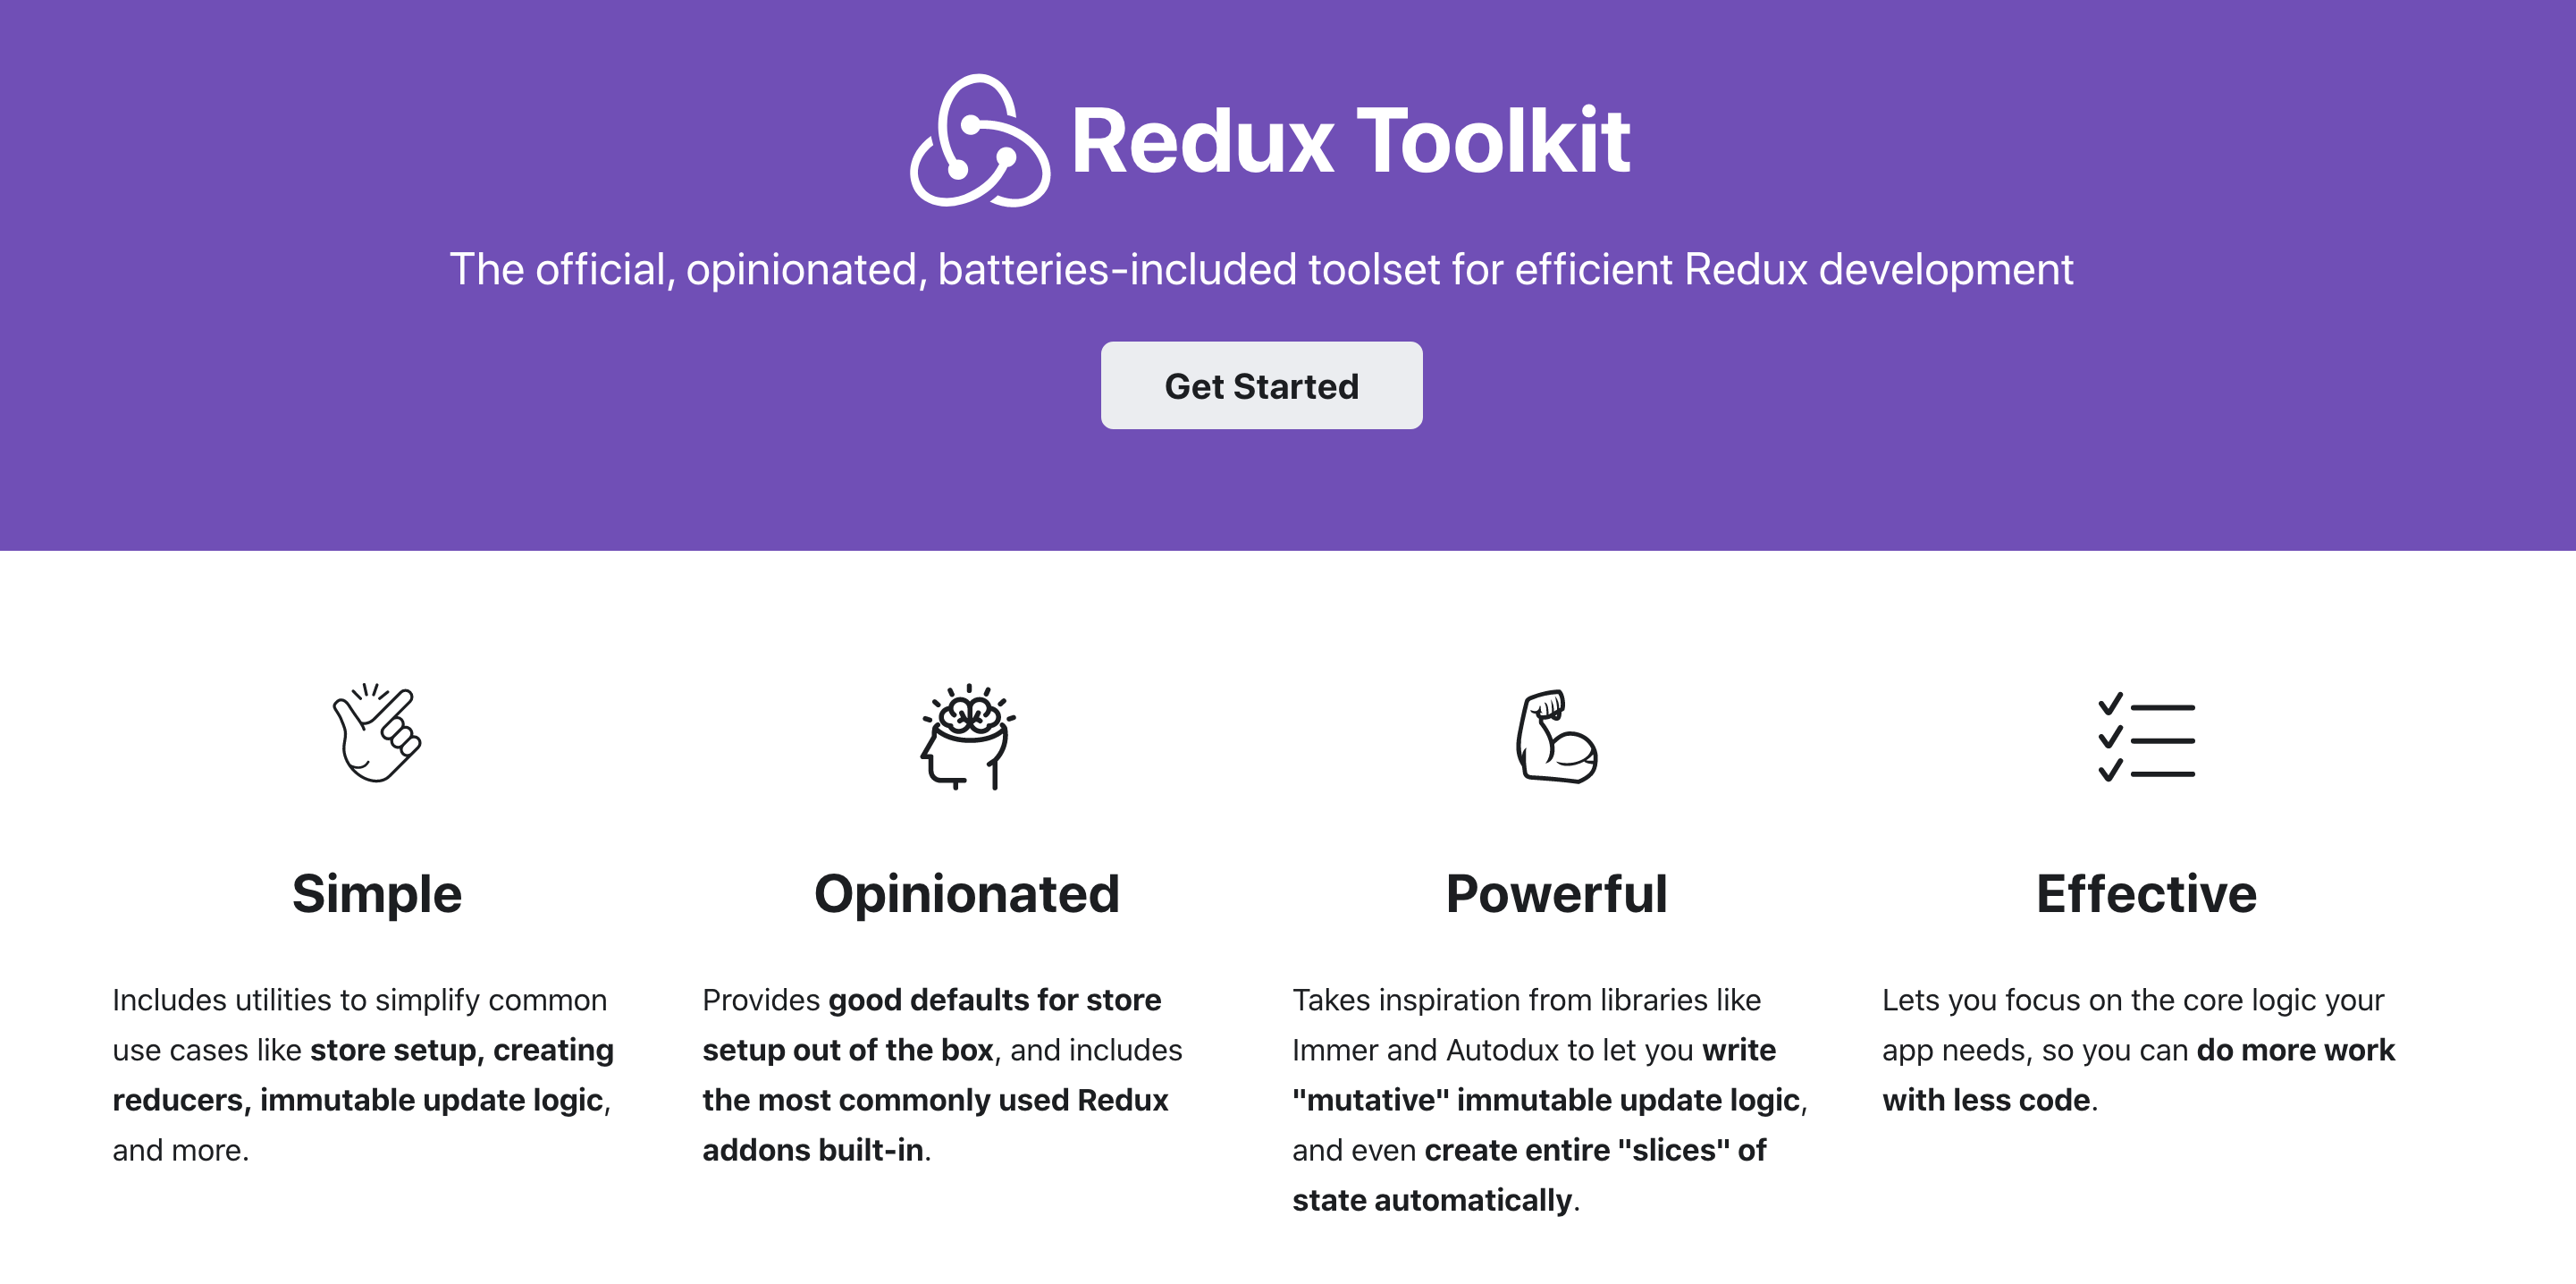 Redux Toolkit
The official, opinionated, batteries-included toolset for efficient Redux development
Get Started
Simple
Includes utilities to simplify common
use cases like store setup, creating
reducers, immutable update logic,
and more.
Opinionated
Provides good defaults for store
setup out of the box, and includes
the most commonly used Redux
addons built-in.
Powerful
Takes inspiration from libraries like
Immer and Autodux to let you write
"mutative" immutable update logic,
and even create entire "slices" of
state automatically.
Effective
Lets you focus on the core logic your
app needs, so you can do more work
with less code.